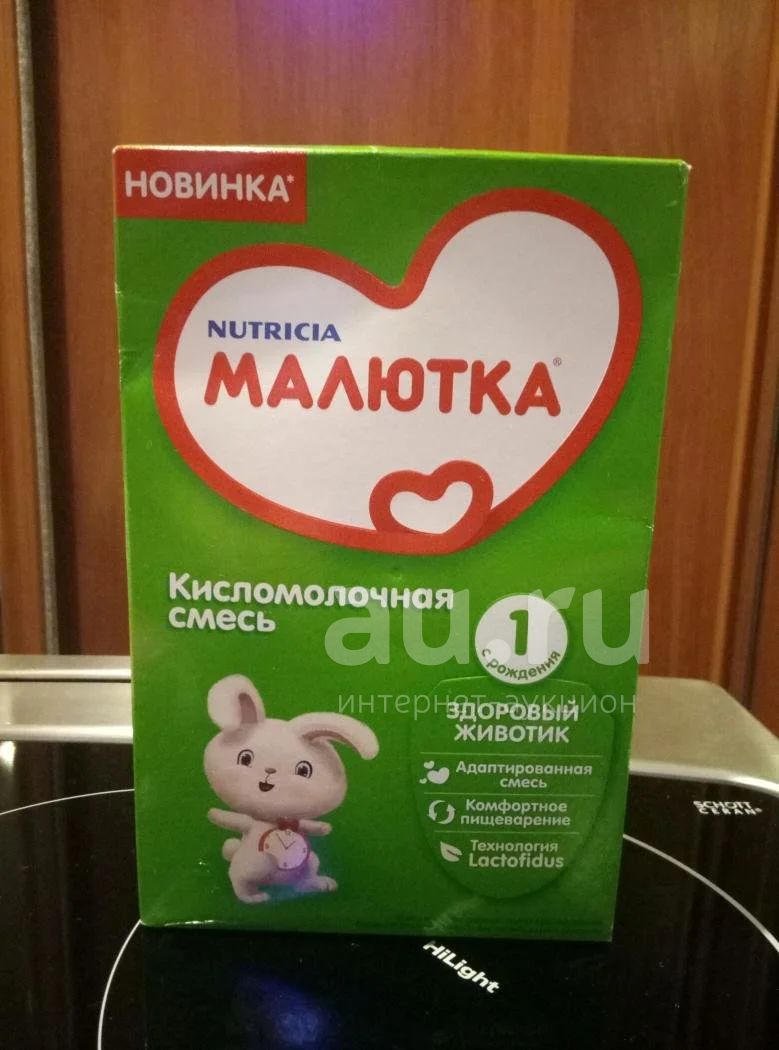 НОВИНКА*
NUTRICIA
МАЛЮТКА®
Кисломолочная
смесь
1
с рождения
au.ru
интернет-аукцион
ЗДОРОВЫЙ
ЖИВОТИК
Адаптированная
смесь
Комфортное
пищеварение
Технология
Lactofidus
SCHOTT
CERAN®
HiLight